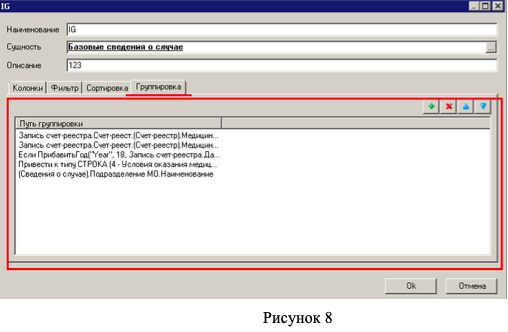 IG
Наименование IG
Сущность Базовые сведения о случае ...
Описание 123
Колонки Фильтр Сортировка Группировка
Путь группировки
Запись счет-реестра.Счет-реест.(Счет-реестр).Медицин...
Запись счет-реестра.Счет-реест.(Счет-реестр).Медицин...
Если ПрибавитьГод("Year", 18, Запись счет-реестра.Да...
Привести к типу СТРОКА (4 - Условия оказания медиц...
(Сведения о случае).Подразделение МО.Наименование
Ok Отмена
Рисунок 8